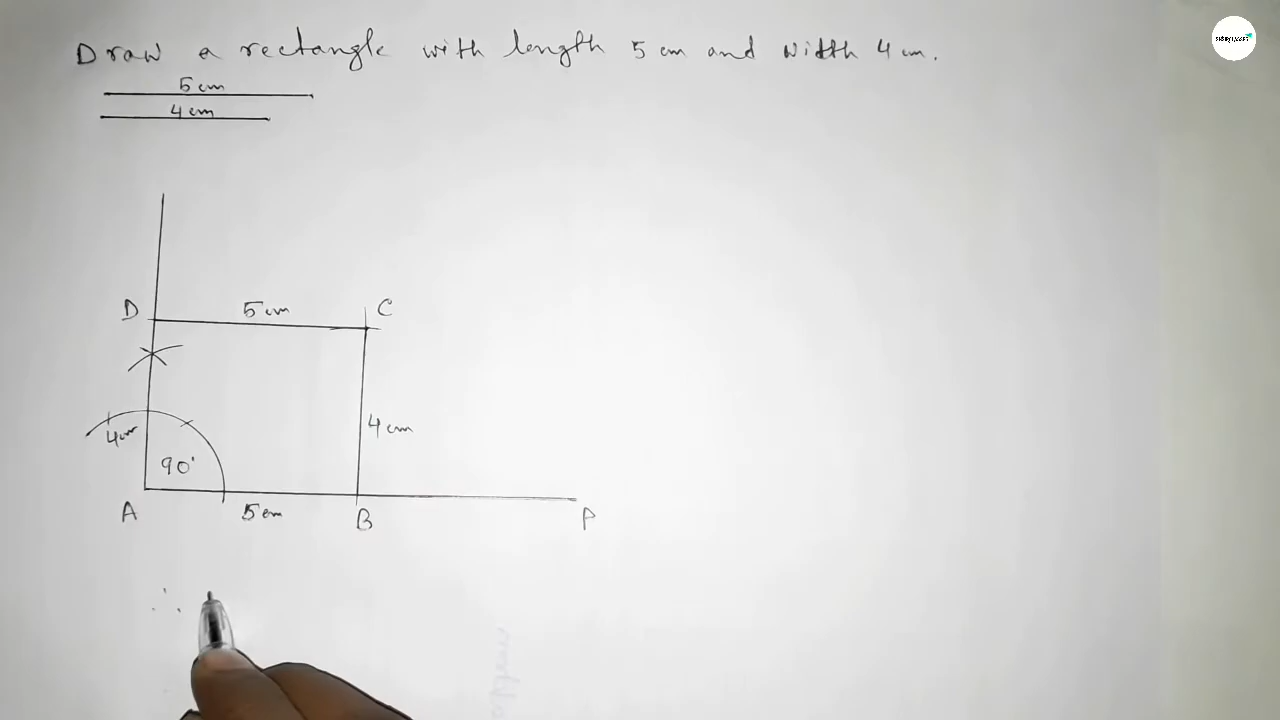 Draw a rectangle with length 5 cm and width 4 cm.
5 cm
4 cm
D 5 cm C
4 cm
4 cm
90°
A 5 cm B P
∴